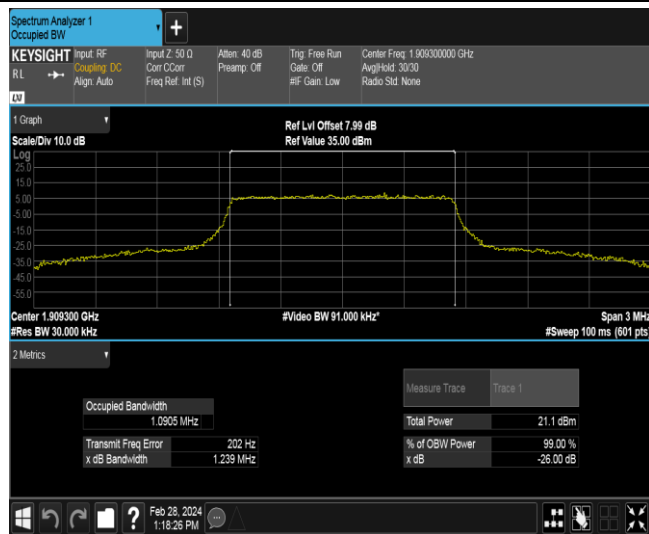 Spectrum Analyzer 1
Occupied BW
+
KEYSIGHT
RL
LXI
Input: RF
Coupling: DC
Align: Auto
Input Z: 50 Ω
Corr CCorr
Freq Ref: Int (S)
Atten: 40 dB
Preamp: Off
Trig: Free Run
Gate: Off
#IF Gain: Low
Center Freq: 1.909300000 GHz
Avg|Hold: 30/30
Radio Std: None
1 Graph
Scale/Div 10.0 dB
Ref Lvl Offset 7.99 dB
Ref Value 35.00 dBm
Log
25.0
15.0
5.00
-5.00
-15.0
-25.0
-35.0
-45.0
-55.0
Center 1.909300 GHz
#Res BW 30.000 kHz
#Video BW 91.000 kHz*
Span 3 MHz
#Sweep 100 ms (601 pts)
2 Metrics
Measure Trace Trace 1
Occupied Bandwidth
1.0905 MHz
Transmit Freq Error 202 Hz
x dB Bandwidth 1.239 MHz
Total Power 21.1 dBm
% of OBW Power 99.00 %
x dB -26.00 dB
?
Feb 28, 2024
1:18:26 PM